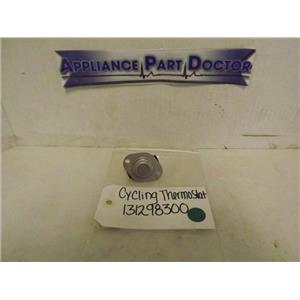 APPLIANCE PART DOCTOR
Cycling Thermostat
131298300